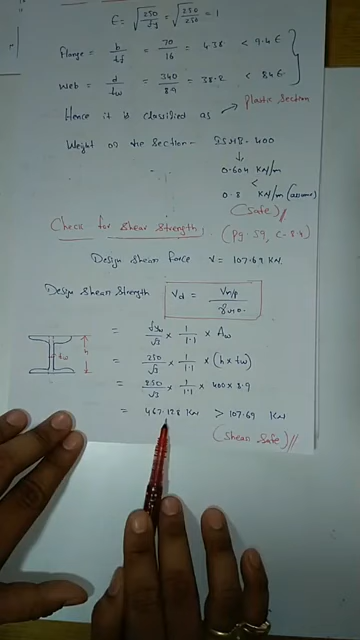 ε = √250/fy = √250/250 = 1
Flange = b/tf = 70/16 = 4.38 < 9.4 ε
Web = d/tw = 340/8.9 = 38.2 < 84 ε
Hence it is classified as → Plastic Section
Weight on the section - ISMB-400
↓
0.604 KN/m
<
0.8 KN/m (assume)
(Safe)//
Check for Shear Strength: (Pg. 59, C-8.4)
Design Shear force V = 107.69 KN.
Design Shear Strength Vd = Vn/p / γm0.
= fyw/√3 × 1/1.1 × Aw
= 250/√3 × 1/1.1 × (h × tw)
= 250/√3 × 1/1.1 × 400 × 8.9
= 467.128 KN > 107.69 KN
(Shear Safe)//
tw
h